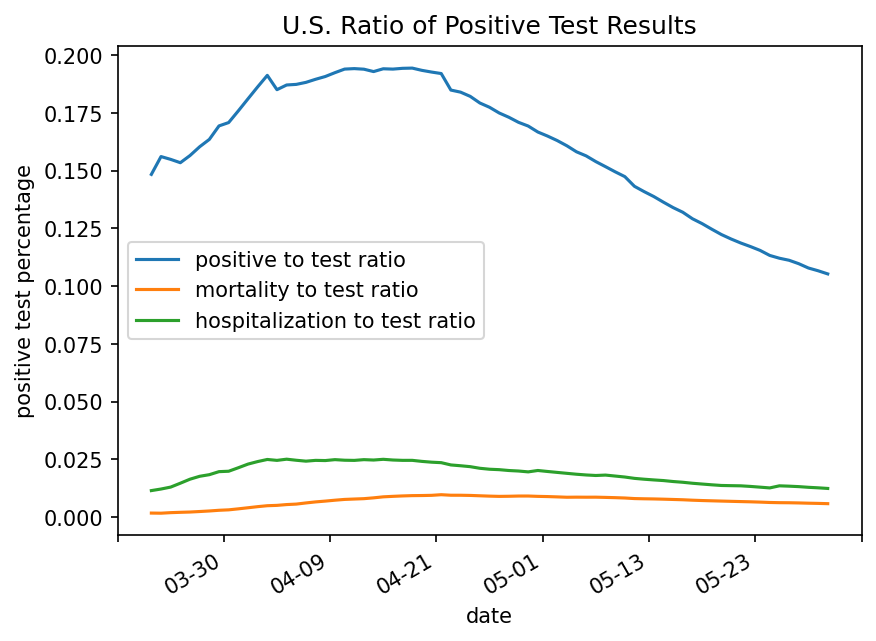 U.S. Ratio of Positive Test Results
0.200
0.175
0.150
0.125
0.100
0.075
0.050
0.025
0.000
positive test percentage
positive to test ratio
mortality to test ratio
hospitalization to test ratio
03-30
04-09
04-21
05-01
05-13
05-23
date